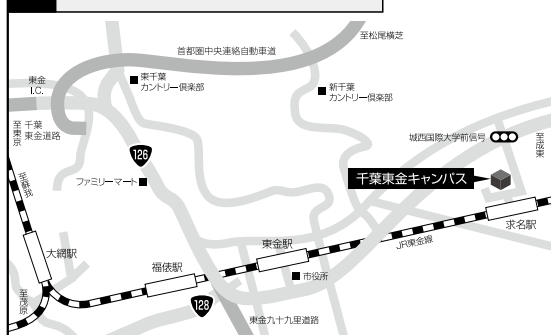 至松尾横芝
首都圏中央連絡自動車道
東金
I.C.
東千葉
カントリー倶楽部
新千葉
カントリー倶楽部
至東京
千葉
東金道路
城西国際大学前信号
至成東
126
至蘇我
ファミリーマート
千葉東金キャンパス
求名駅
JR東金線
東金駅
大網駅
福俵駅
市役所
至茂原
128
東金九十九里道路